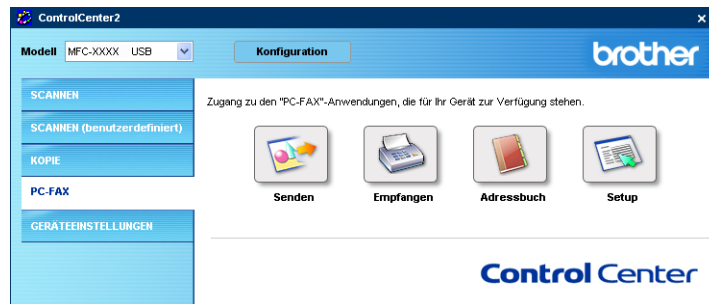 ControlCenter2
Modell MFC-XXXX USB Konfiguration brother
SCANNEN
SCANNEN (benutzerdefiniert)
KOPIE
PC-FAX
GERÄTEEINSTELLUNGEN
Zugang zu den "PC-FAX"-Anwendungen, die für Ihr Gerät zur Verfügung stehen.
Senden Empfangen Adressbuch Setup
Control Center